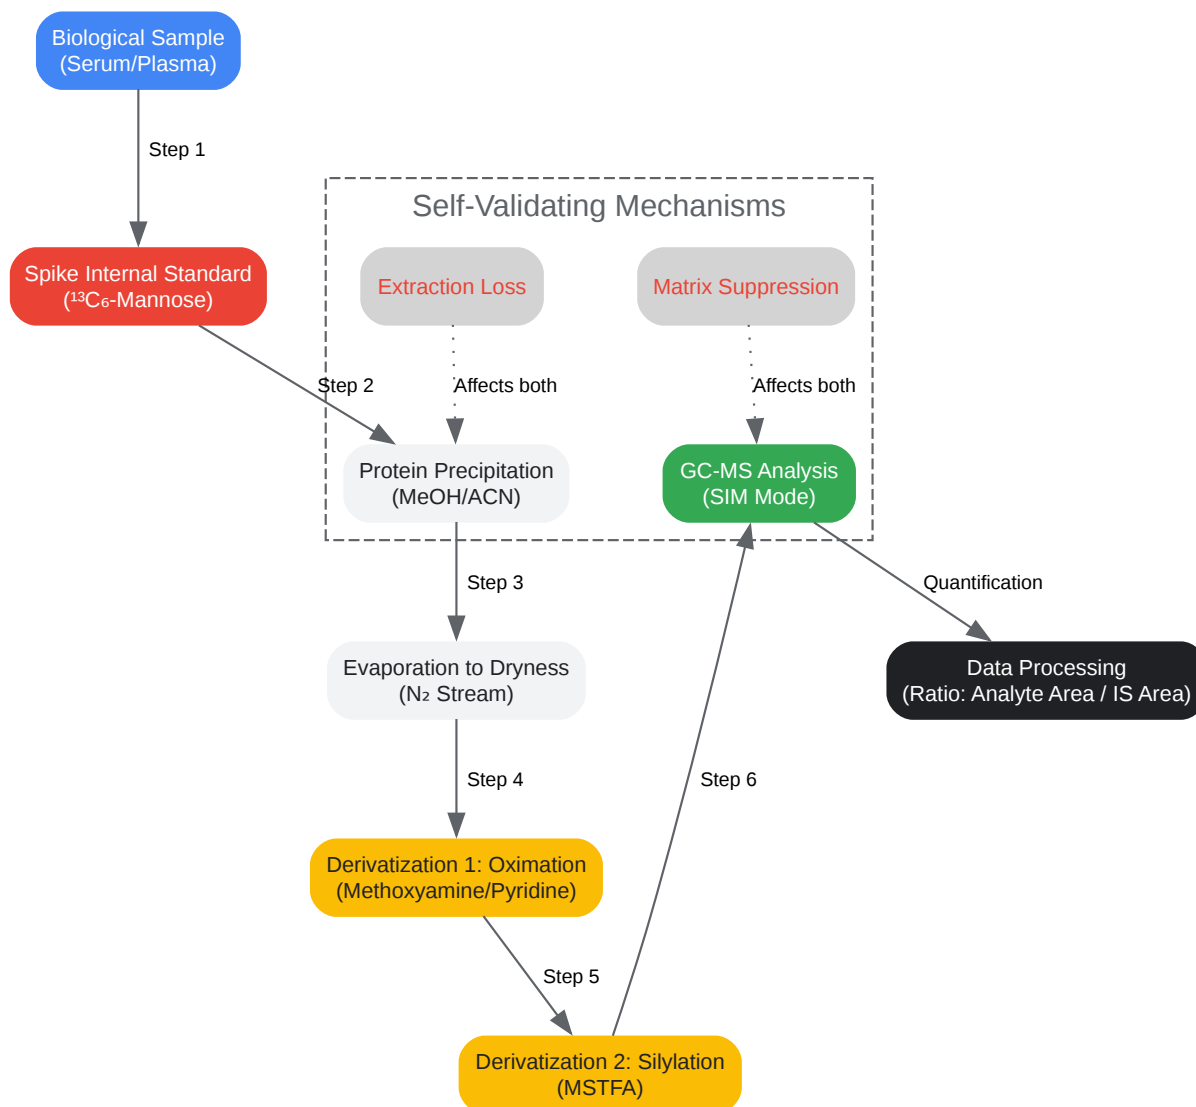 Biological Sample
(Serum/Plasma)
Step 1
Self-Validating Mechanisms
Spike Internal Standard
(¹³C₆-Mannose)
Extraction Loss
Matrix Suppression
Step 2
Affects both
Affects both
Protein Precipitation
(MeOH/ACN)
GC-MS Analysis
(SIM Mode)
Step 3
Quantification
Evaporation to Dryness
(N₂ Stream)
Data Processing
(Ratio: Analyte Area / IS Area)
Step 4
Step 6
Derivatization 1: Oximation
(Methoxyamine/Pyridine)
Step 5
Derivatization 2: Silylation
(MSTFA)